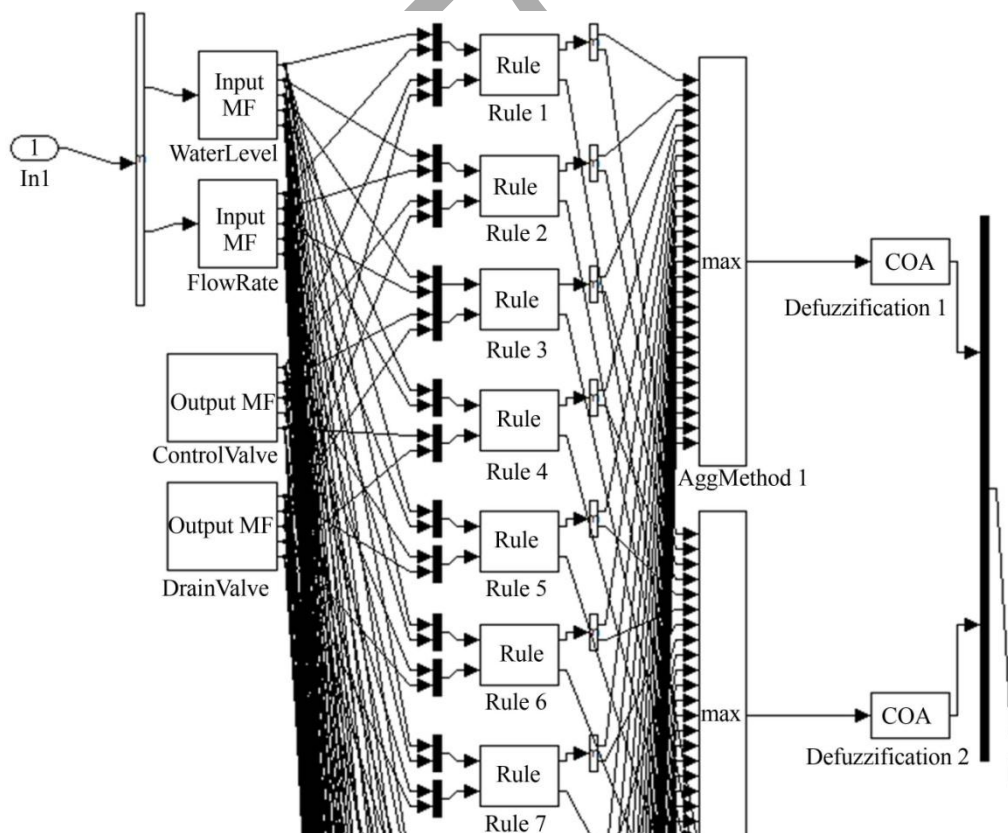 1
In1
Input
MF
WaterLevel
Input
MF
FlowRate
Output MF
ControlValve
Output MF
DrainValve
Rule
Rule 1
Rule
Rule 2
Rule
Rule 3
Rule
Rule 4
Rule
Rule 5
Rule
Rule 6
Rule
Rule 7
max
AggMethod 1
max
COA
Defuzzification 1
COA
Defuzzification 2